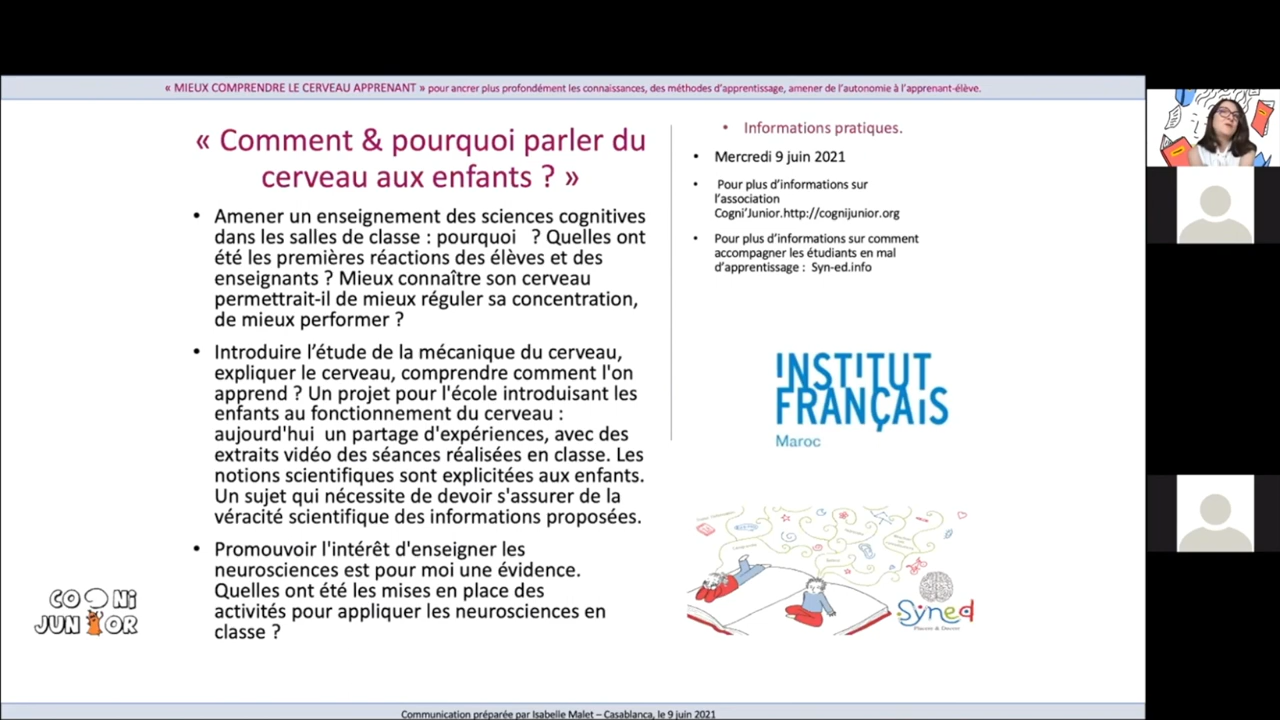 « MIEUX COMPRENDRE LE CERVEAU APPRENANT » pour ancrer plus profondément les connaissances, des méthodes d’apprentissage, amener de l’autonomie à l’apprenant-élève.
« Comment & pourquoi parler du
cerveau aux enfants ? »
• Amener un enseignement des sciences cognitives
dans les salles de classe : pourquoi ? Quelles ont
été les premières réactions des élèves et des
enseignants ? Mieux connaître son cerveau
permettrait-il de mieux réguler sa concentration,
de mieux performer ?
• Introduire l’étude de la mécanique du cerveau,
expliquer le cerveau, comprendre comment l'on
apprend ? Un projet pour l'école introduisant les
enfants au fonctionnement du cerveau :
aujourd'hui un partage d'expériences, avec des
extraits vidéo des séances réalisées en classe. Les
notions scientifiques sont explicitées aux enfants.
Un sujet qui nécessite de devoir s'assurer de la
véracité scientifique des informations proposées.
• Promouvoir l'intérêt d'enseigner les
neurosciences est pour moi une évidence.
Quelles ont été les mises en place des
activités pour appliquer les neurosciences en
classe ?
• Informations pratiques.
• Mercredi 9 juin 2021
• Pour plus d’informations sur
l’association
Cogni’Junior.http://cognijunior.org
• Pour plus d’informations sur comment
accompagner les étudiants en mal
d’apprentissage : Syn-ed.info
INSTITUT
FRANÇAIS
Maroc
Syned
COGNI
JUNIOR
Communication préparée par Isabelle Malet – Casablanca, le 9 juin 2021